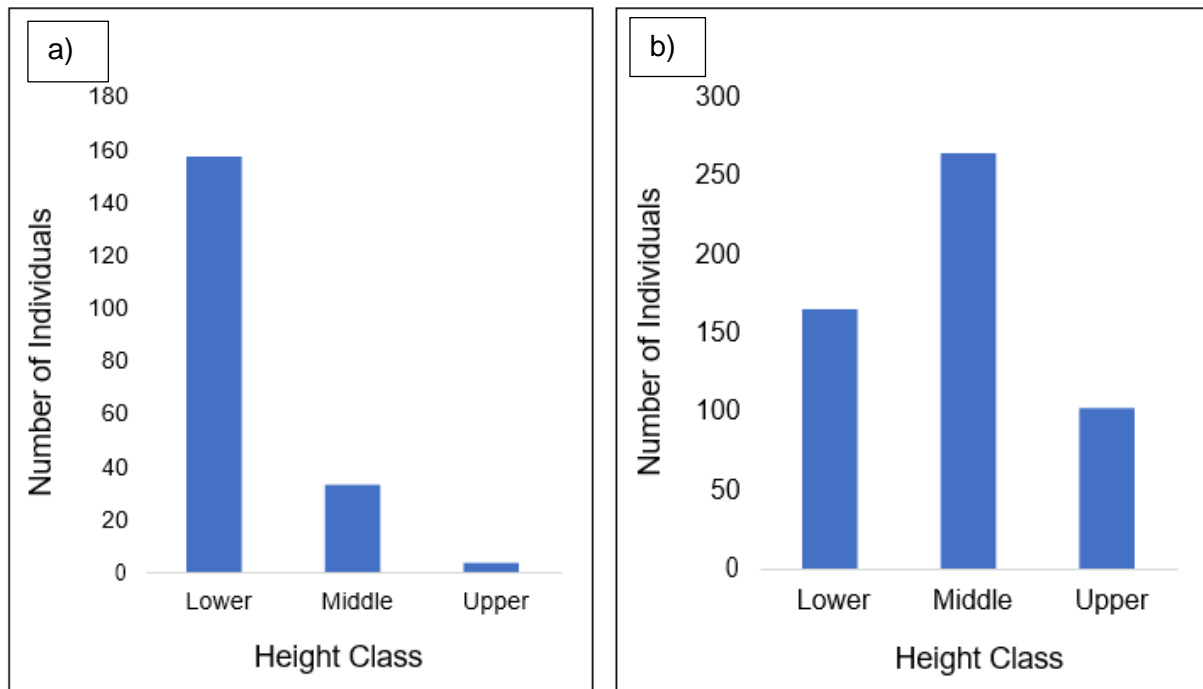 a)
180
160
140
120
100
80
60
40
20
0
Number of Individuals
Lower Middle Upper
Height Class
b)
300
250
200
150
100
50
0
Number of Individuals
Lower Middle Upper
Height Class